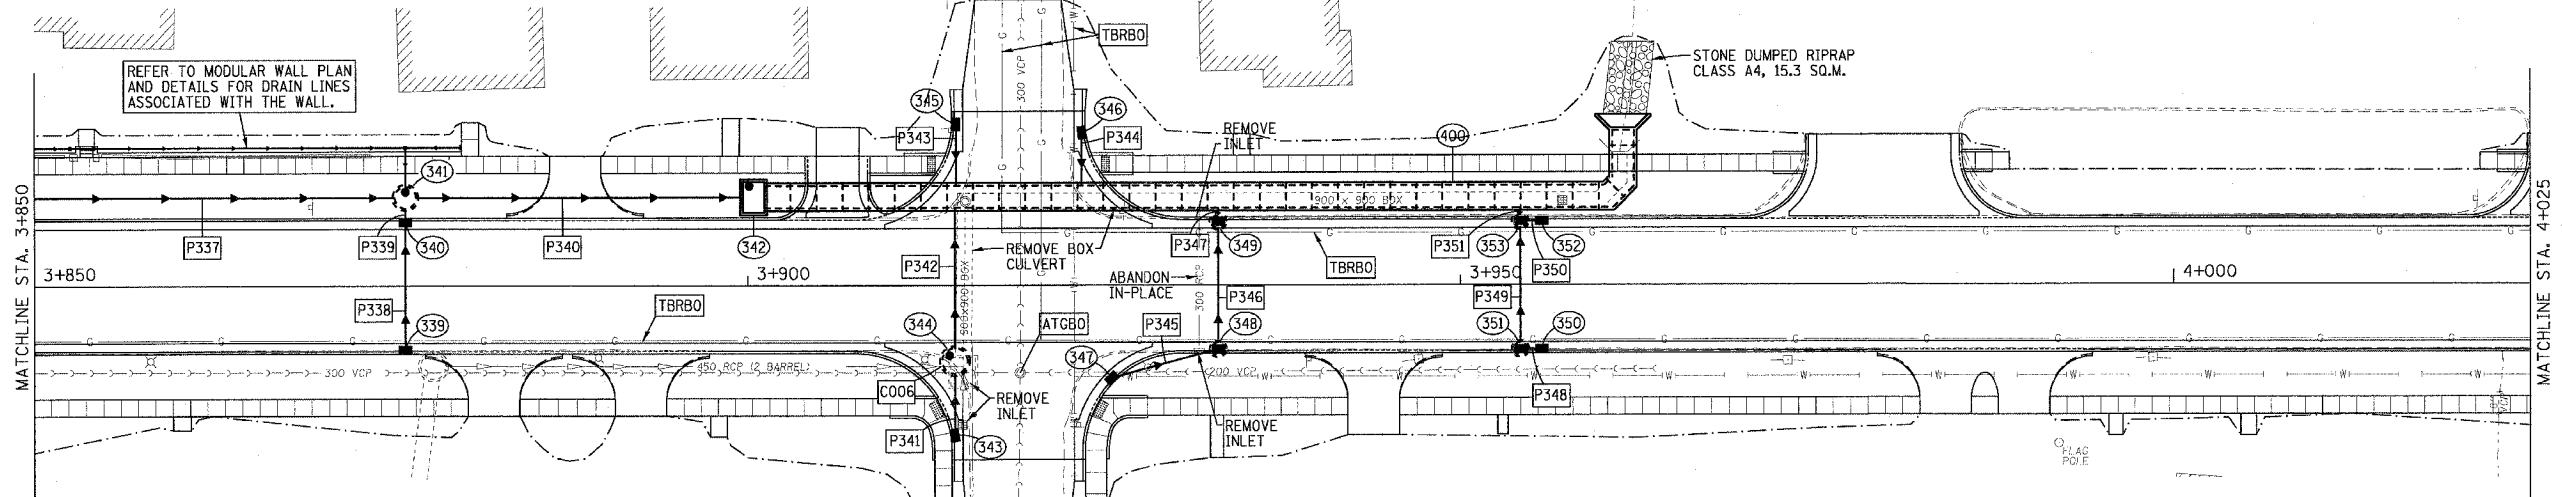 REFER TO MODULAR WALL PLAN
AND DETAILS FOR DRAIN LINES
ASSOCIATED WITH THE WALL.
TBRBO
STONE DUMPED RIPRAP
CLASS A4, 15.3 SQ.M.
300 VCP
345
346
P343
P344
REMOVE
INLET
400
341
MATCHLINE STA. 3+850
MATCHLINE STA. 4+025
900 X 900 BOX
P337
P339
340
P340
342
REMOVE BOX
CULVERT
P347
349
P351
353
352
P342
900X900 BOX
ABANDON
IN-PLACE
TBRBO
P350
3+850
3+900
3+950
4+000
P338
TBRBO
300 RCP
P346
P349
339
344
ATGBO
P345
348
351
350
347
300 VCP
450 RCP (2 BARREL)
200 VCP
C006
REMOVE
INLET
P348
P341
343
REMOVE
INLET
FLAG
POLE